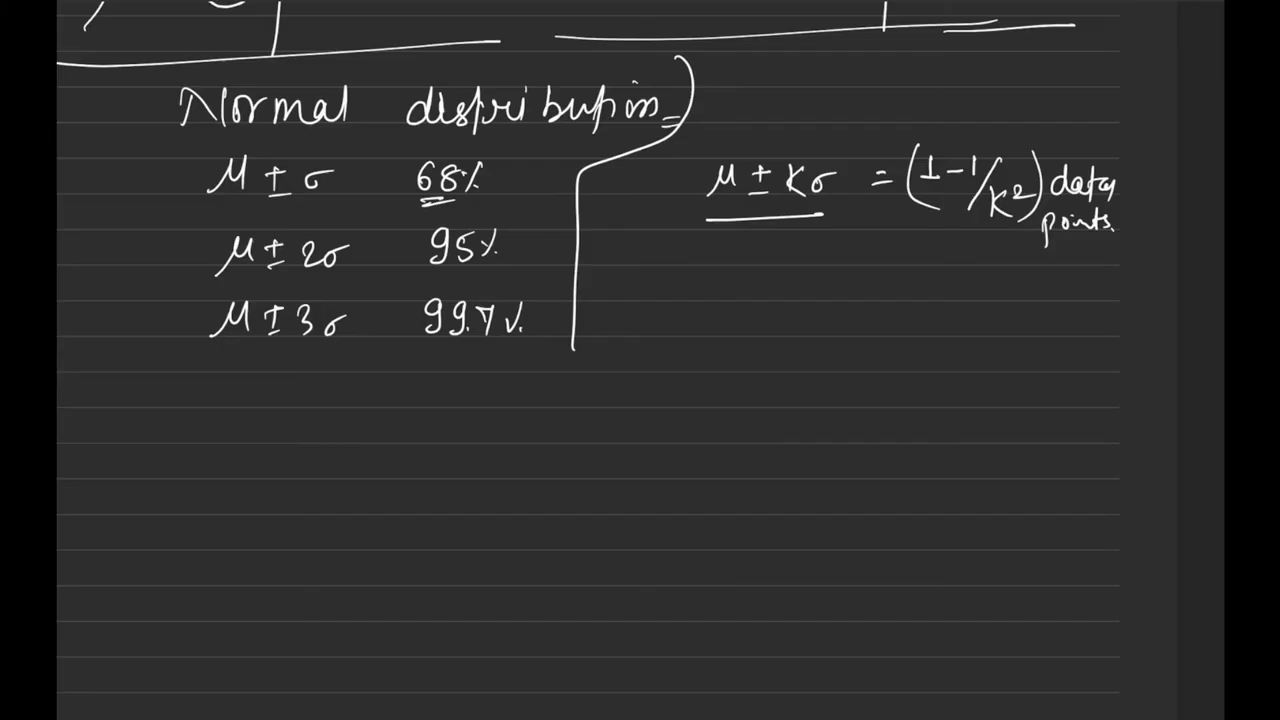 Normal distribution
μ ± σ 68%
μ ± 2σ 95%
μ ± 3σ 99.7%
μ ± kσ = (1 - 1/k²) data
points.